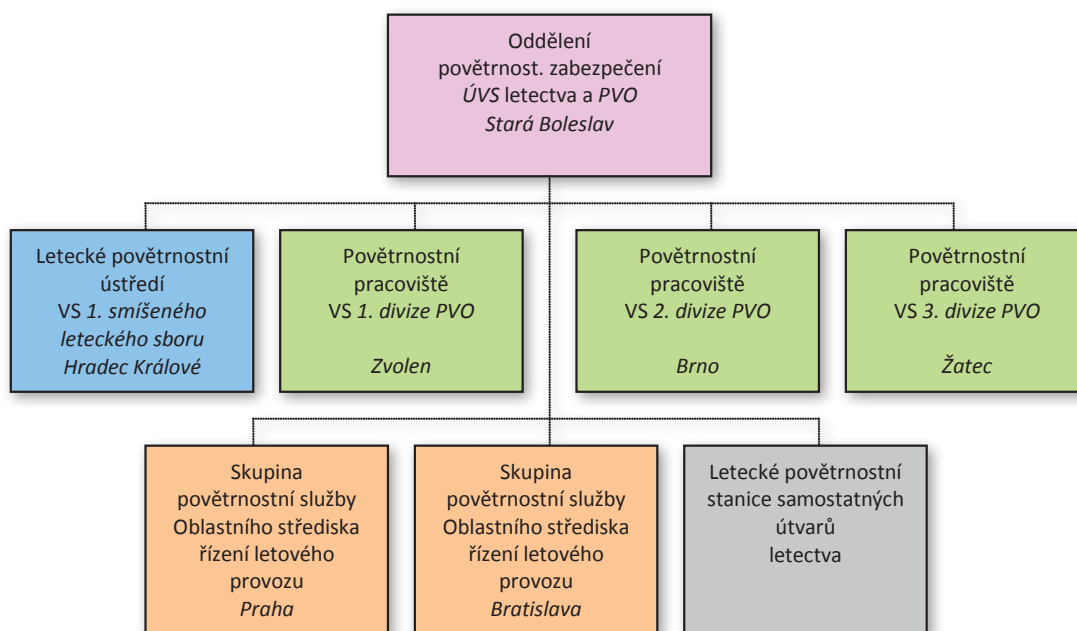 Oddělení
povětrnost. zabezpečení
ÚVS letectva a PVO
Stará Boleslav
Letecké povětrnostní
ústředí
VS 1. smíšeného
leteckého sboru
Hradec Králové
Povětrnostní
pracoviště
VS 1. divize PVO
Zvolen
Povětrnostní
pracoviště
VS 2. divize PVO
Brno
Povětrnostní
pracoviště
VS 3. divize PVO
Žatec
Skupina
povětrnostní služby
Oblastního střediska
řízení letového
provozu
Praha
Skupina
povětrnostní služby
Oblastního střediska
řízení letového
provozu
Bratislava
Letecké povětrnostní
stanice samostatných
útvarů
letectva